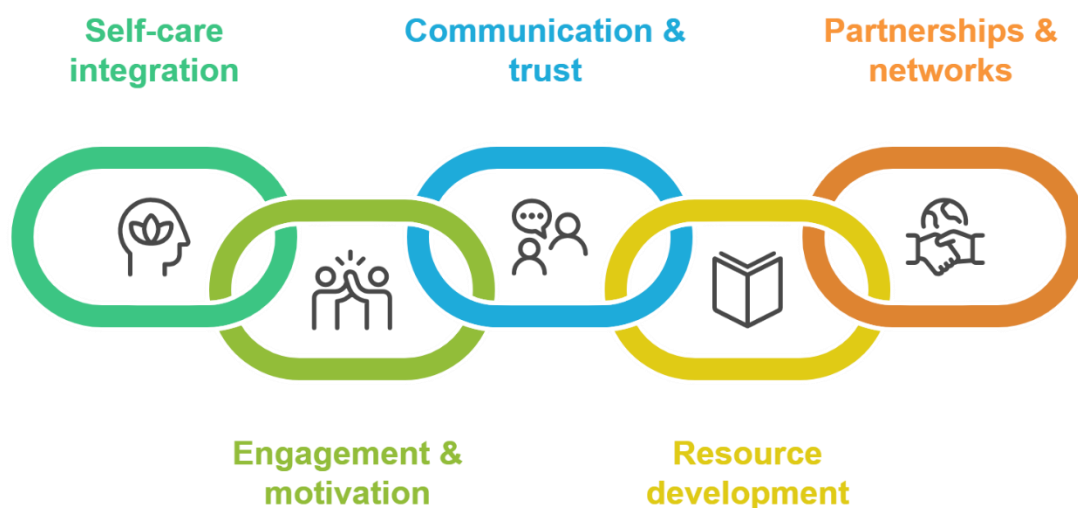 Self-care
integration
Communication &
trust
Partnerships &
networks
Engagement &
motivation
Resource
development